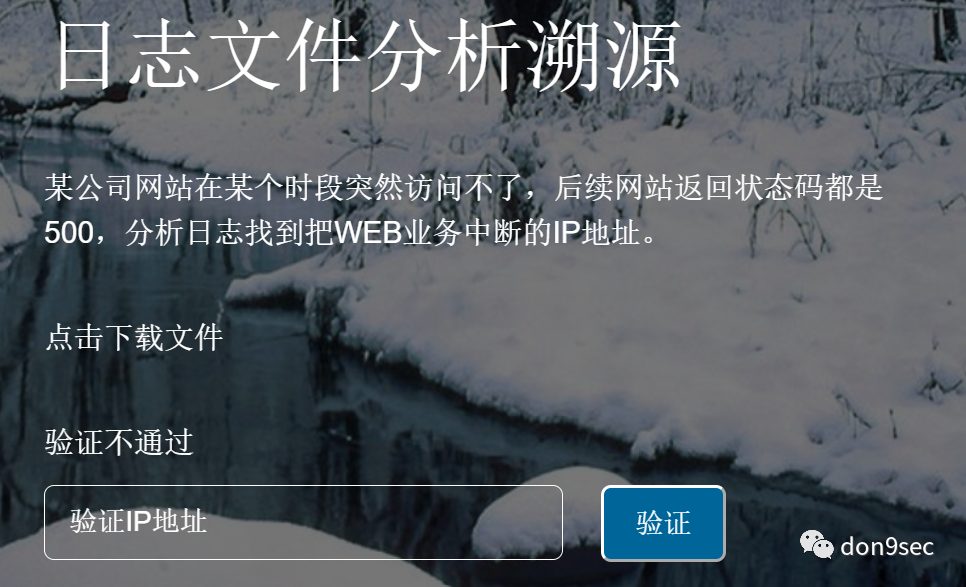 日志文件分析溯源
某公司网站在某个时段突然访问不了，后续网站返回状态码都是
500，分析日志找到把WEB业务中断的IP地址。
点击下载文件
验证不通过
验证IP地址
验证
don9sec